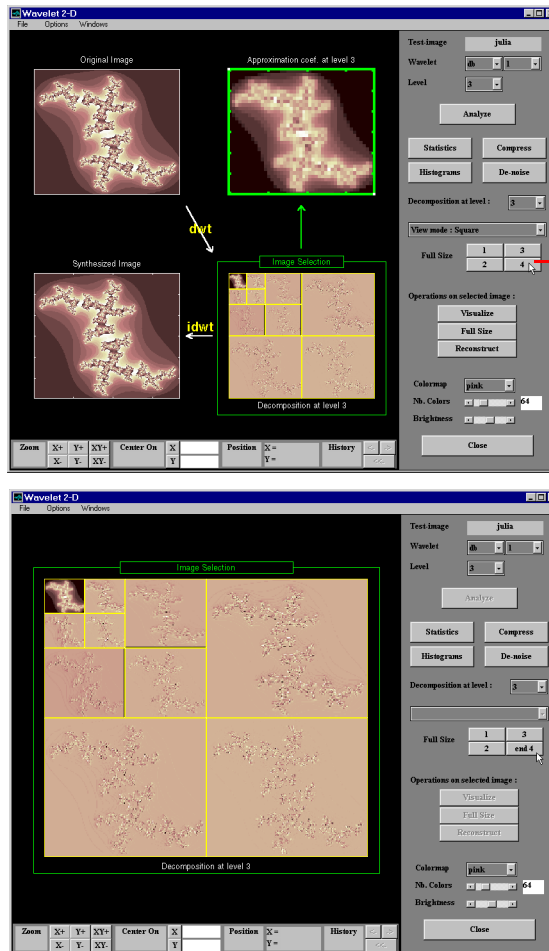 Wavelet 2-D
File Options Windows
Original Image
Approximation coef. at level 3
dwt
Synthesized Image
Image Selection
idwt
Decomposition at level 3
Test-image julia
Wavelet db 1
Level 3
Analyze
Statistics Compress
Histograms De-noise
Decomposition at level : 3
View mode : Square
Full Size 1 3
2 4
Operations on selected image :
Visualize
Full Size
Reconstruct
Colormap pink
Nb. Colors 64
Brightness
Close
Zoom X+ Y+ XY+ Center On X Position X = History <- ->
X- Y- XY- Y Y = <<-
Wavelet 2-D
File Options Windows
Image Selection
Decomposition at level 3
Test-image julia
Wavelet db 1
Level 3
Analyze
Statistics Compress
Histograms De-noise
Decomposition at level : 3
Full Size 1 3
2 end 4
Operations on selected image :
Visualize
Full Size
Reconstruct
Colormap pink
Nb. Colors 64
Brightness
Close
Zoom X+ Y+ XY+ Center On X Position X = History <- ->
X- Y- XY- Y Y = <<-